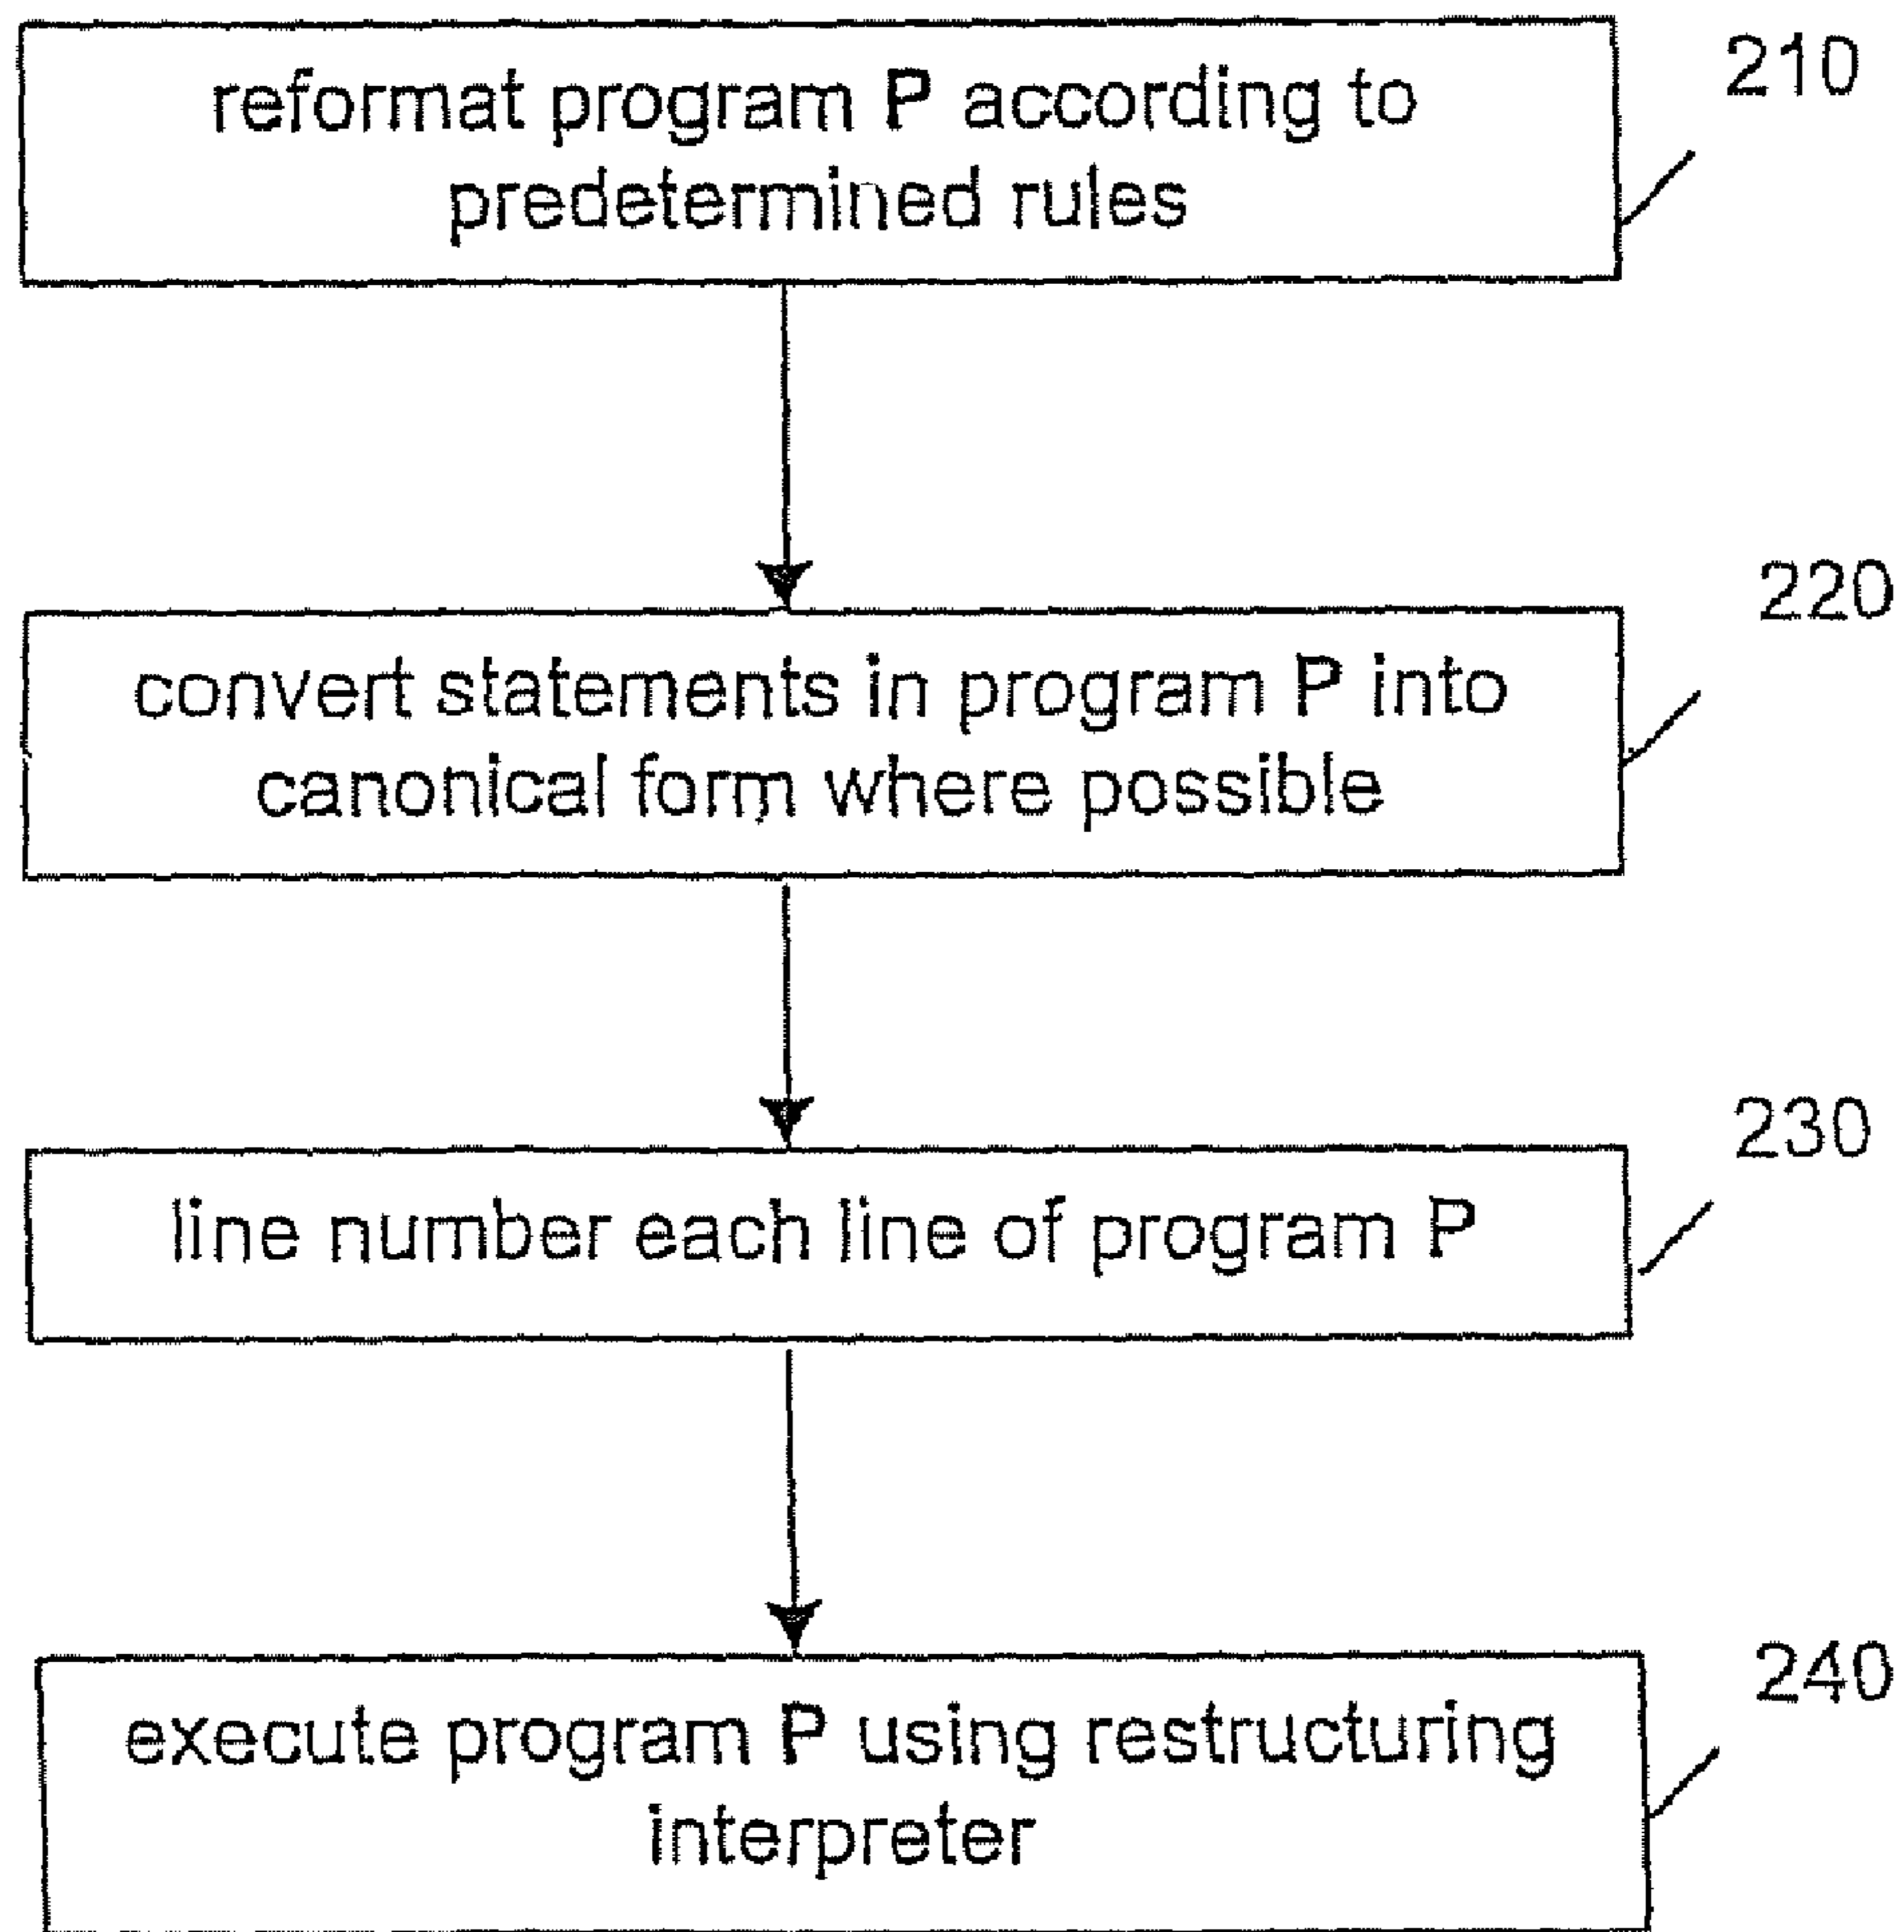 reformat program P according to
predetermined rules
210
convert statements in program P into
canonical form where possible
220
line number each line of program P
230
execute program P using restructuring
interpreter
240